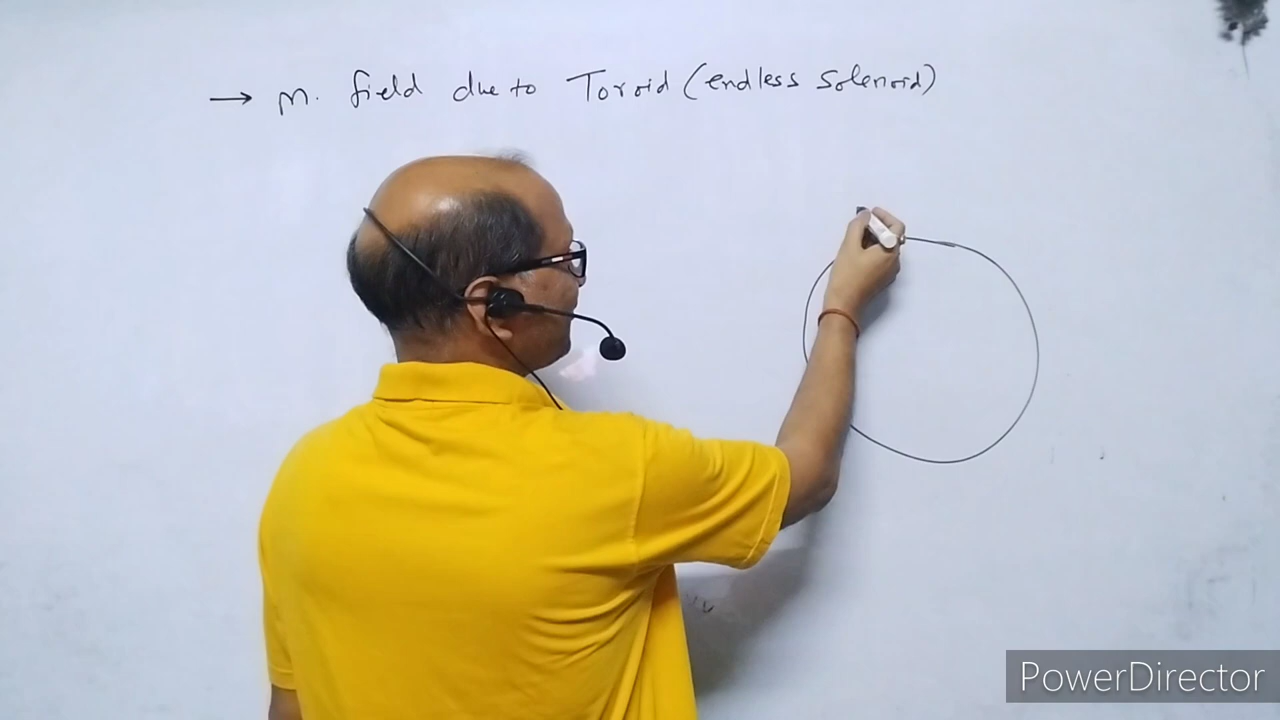 → M. field due to Toroid (endless solenoid)
PowerDirector